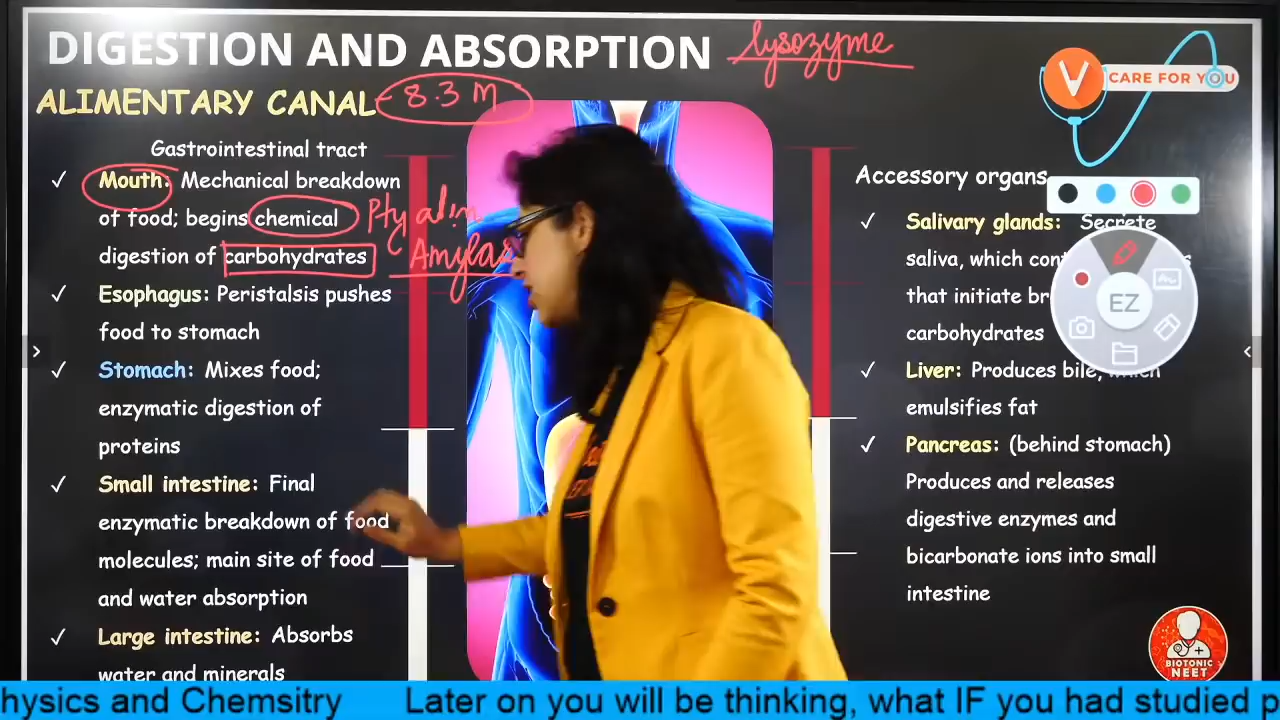 DIGESTION AND ABSORPTION lysozyme
CARE FOR YOU
ALIMENTARY CANAL - 8.3 M
Gastrointestinal tract
✓ Mouth: Mechanical breakdown
of food; begins chemical Ptyalin
digestion of carbohydrates
✓ Esophagus: Peristalsis pushes
food to stomach
✓ Stomach: Mixes food;
enzymatic digestion of
proteins
✓ Small intestine: Final
enzymatic breakdown of food
molecules; main site of food
and water absorption
✓ Large intestine: Absorbs
water and minerals
Accessory organs
✓ Salivary glands: Secrete
saliva, which
that initiate
carbohydrates
✓ Liver: Produces bile, which
emulsifies fat
✓ Pancreas: (behind stomach)
Produces and releases
digestive enzymes and
bicarbonate ions into small
intestine
EZ
BIOTONIC
NEET
hysics and Chemsitry Later on you will be thinking, what IF you had studied p